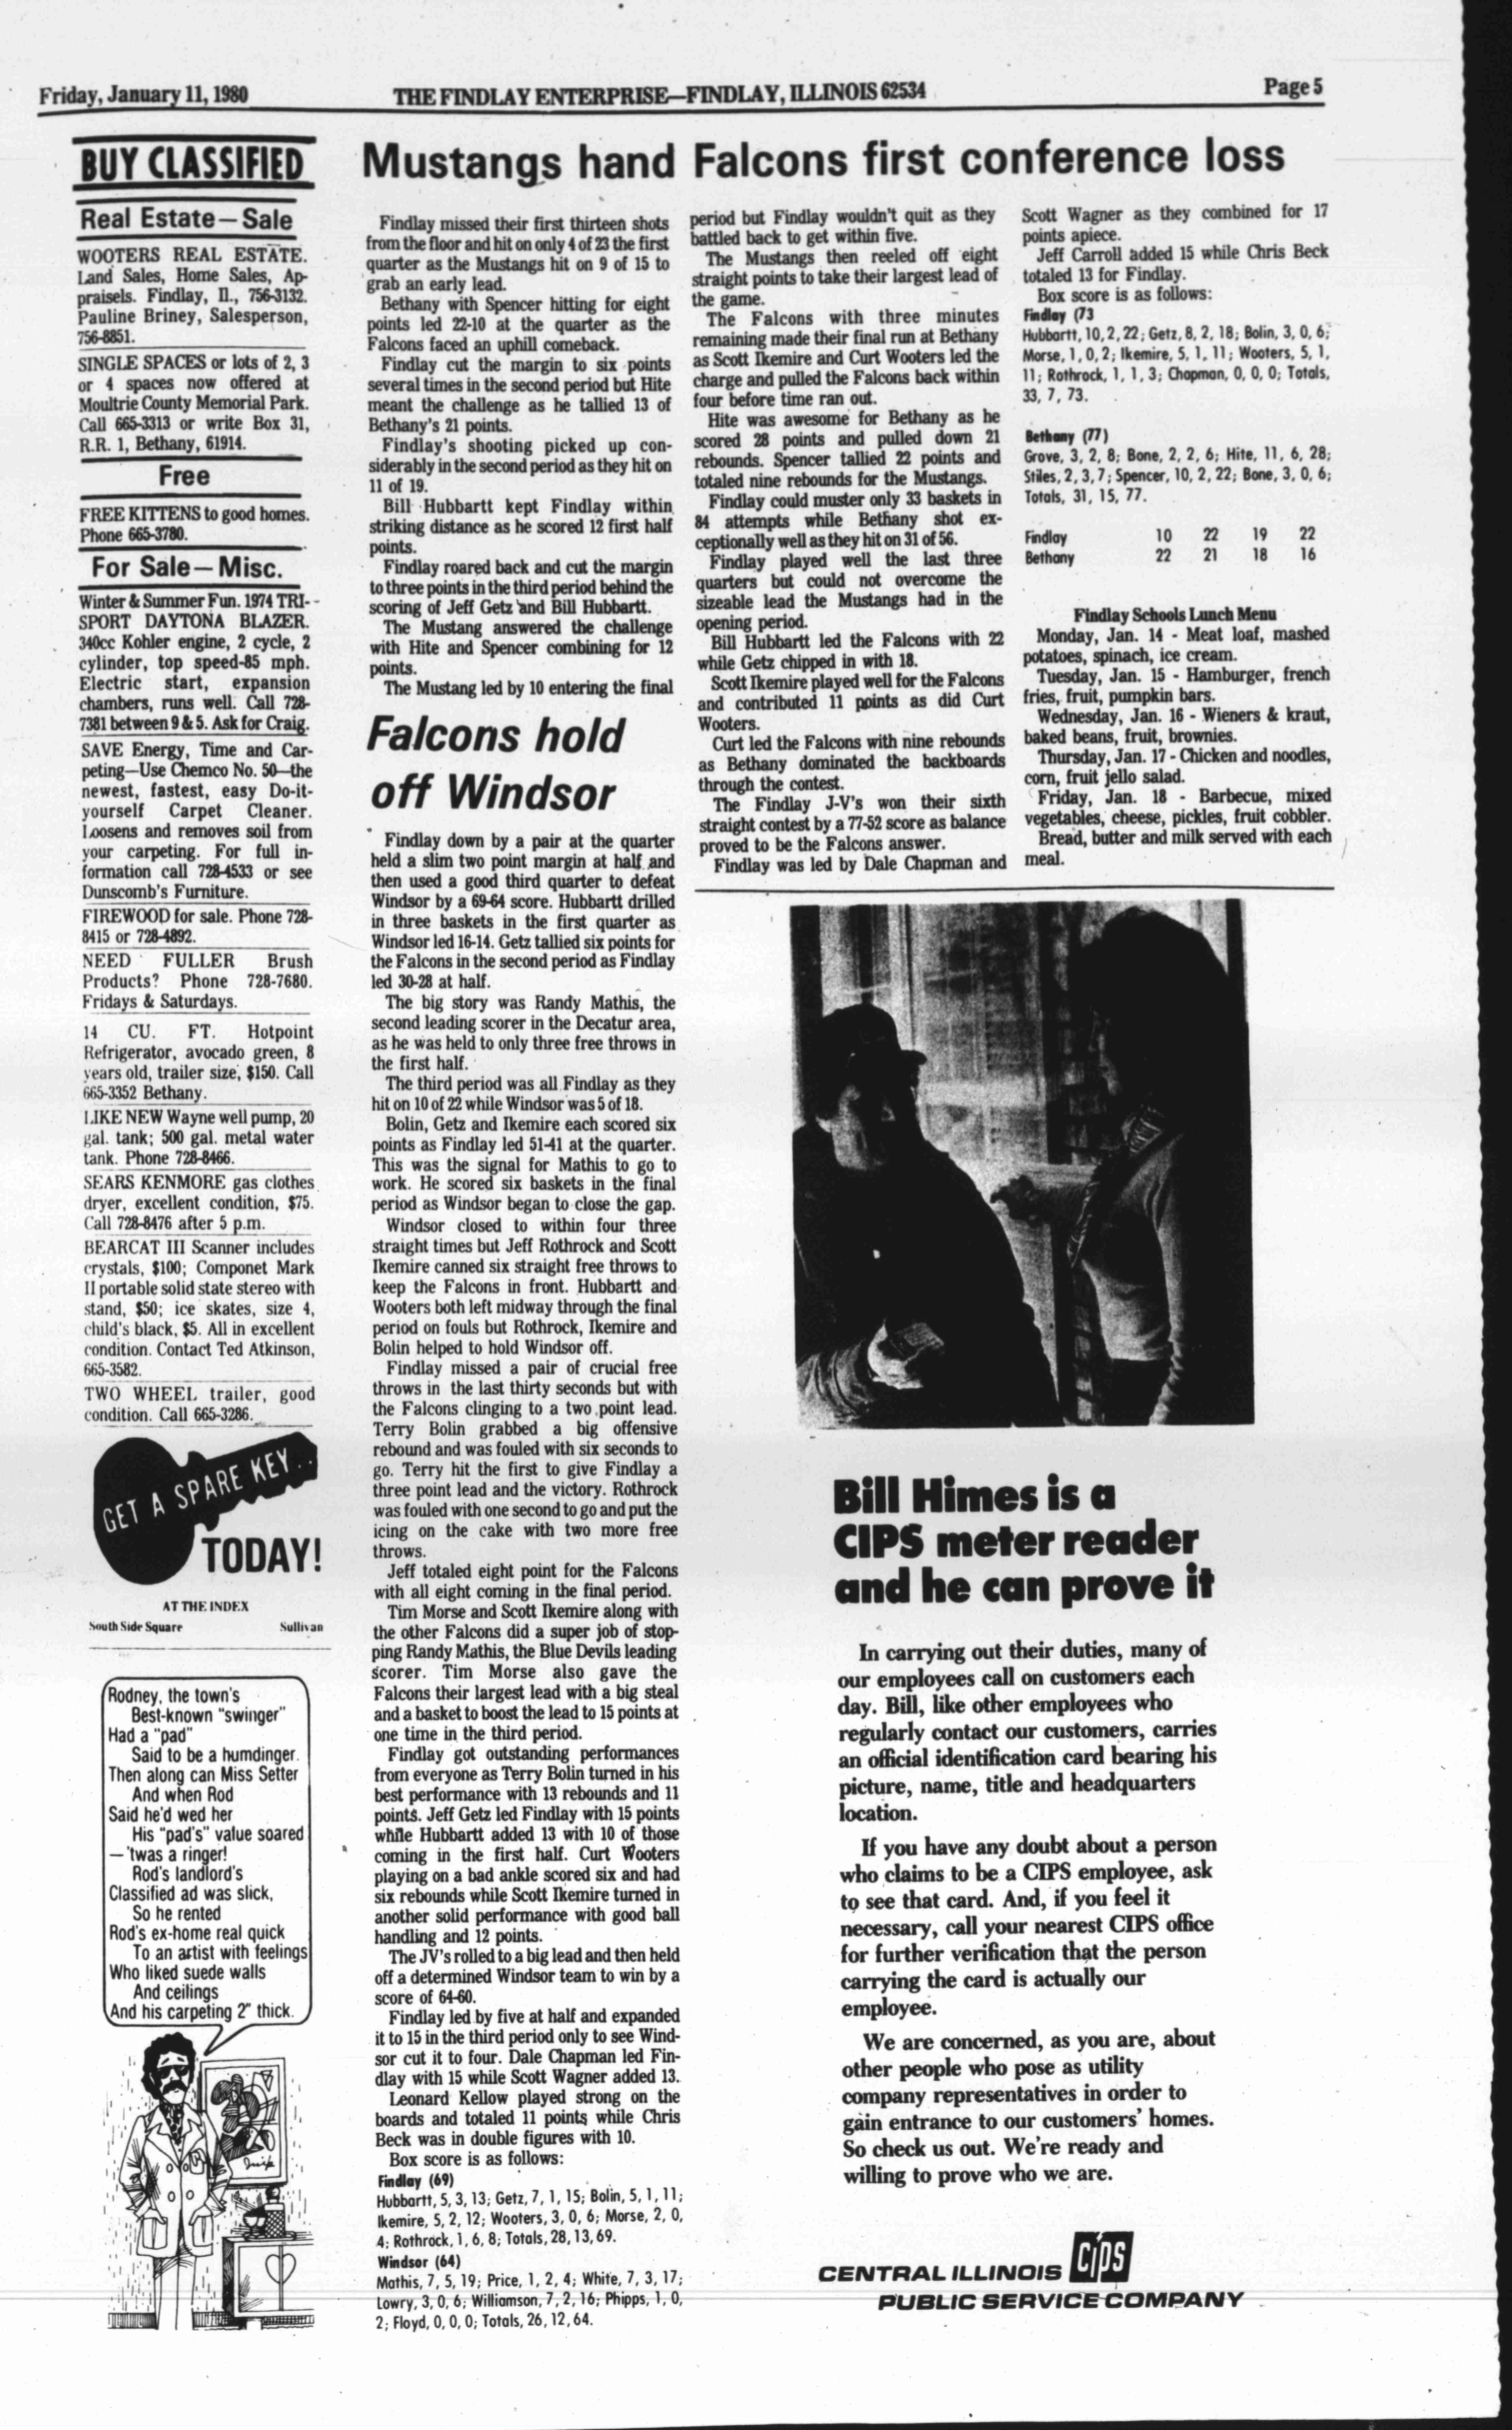 Friday, January 11, 1980
THE FINDLAY ENTERPRISE—FINDLAY, ILLINOIS 62534
Page 5
BUY CLASSIFIED
Real Estate—Sale
WOOTERS REAL ESTATE.
Land Sales, Home Sales, Ap-
praisels. Findlay, Il., 756-3132.
Pauline Briney, Salesperson,
756-8851.
SINGLE SPACES or lots of 2, 3
or 4 spaces now offered at
Moultrie County Memorial Park.
Call 665-3313 or write Box 31,
R.R. 1, Bethany, 61914.
Free
FREE KITTENS to good homes.
Phone 665-3780.
For Sale—Misc.
Winter & Summer Fun. 1974 TRI-
SPORT DAYTONA BLAZER.
340cc Kohler engine, 2 cycle, 2
cylinder, top speed-85 mph.
Electric start, expansion
chambers, runs well. Call 728-
7381 between 9 & 5. Ask for Craig.
SAVE Energy, Time and Car-
peting—Use Chemco No. 50—the
newest, fastest, easy Do-it-
yourself Carpet Cleaner.
Loosens and removes soil from
your carpeting. For full in-
formation call 728-4533 or see
Dunscomb's Furniture.
FIREWOOD for sale. Phone 728-
8415 or 728-4892.
NEED FULLER Brush
Products? Phone 728-7680.
Fridays & Saturdays.
14 CU. FT. Hotpoint
Refrigerator, avocado green, 8
years old, trailer size, $150. Call
665-3352 Bethany.
LIKE NEW Wayne well pump, 20
gal. tank; 500 gal. metal water
tank. Phone 728-8466.
SEARS KENMORE gas clothes
dryer, excellent condition, $75.
Call 728-8476 after 5 p.m.
BEARCAT III Scanner includes
crystals, $100; Componet Mark
II portable solid state stereo with
stand, $50; ice skates, size 4,
child's black, $5. All in excellent
condition. Contact Ted Atkinson,
665-3582.
TWO WHEEL trailer, good
condition. Call 665-3286.
GET A SPARE KEY . .
TODAY!
AT THE INDEX
South Side Square Sullivan
Rodney, the town's
Best-known "swinger"
Had a "pad"
Said to be a humdinger.
Then along can Miss Setter
And when Rod
Said he'd wed her
His "pad's" value soared
—'twas a ringer!
Rod's landlord's
Classified ad was slick,
So he rented
Rod's ex-home real quick
To an artist with feelings
Who liked suede walls
And ceilings
And his carpeting 2" thick.
Mustangs hand Falcons first conference loss
Findlay missed their first thirteen shots
from the floor and hit on only 4 of 23 the first
quarter as the Mustangs hit on 9 of 15 to
grab an early lead.
Bethany with Spencer hitting for eight
points led 22-10 at the quarter as the
Falcons faced an uphill comeback.
Findlay cut the margin to six points
several times in the second period but Hite
meant the challenge as he tallied 13 of
Bethany's 21 points.
Findlay's shooting picked up con-
siderably in the second period as they hit on
11 of 19.
Bill Hubbartt kept Findlay within
striking distance as he scored 12 first half
points.
Findlay roared back and cut the margin
to three points in the third period behind the
scoring of Jeff Getz and Bill Hubbartt.
The Mustang answered the challenge
with Hite and Spencer combining for 12
points.
The Mustang led by 10 entering the final
period but Findlay wouldn't quit as they
battled back to get within five.
The Mustangs then reeled off eight
straight points to take their largest lead of
the game.
The Falcons with three minutes
remaining made their final run at Bethany
as Scott Ikemire and Curt Wooters led the
charge and pulled the Falcons back within
four before time ran out.
Hite was awesome for Bethany as he
scored 28 points and pulled down 21
rebounds. Spencer tallied 22 points and
totaled nine rebounds for the Mustangs.
Findlay could muster only 33 baskets in
84 attempts while Bethany shot ex-
ceptionally well as they hit on 31 of 56.
Findlay played well the last three
quarters but could not overcome the
sizeable lead the Mustangs had in the
opening period.
Bill Hubbartt led the Falcons with 22
while Getz chipped in with 18.
Scott Ikemire played well for the Falcons
and contributed 11 points as did Curt
Wooters.
Curt led the Falcons with nine rebounds
as Bethany dominated the backboards
through the contest.
The Findlay J-V's won their sixth
straight contest by a 77-52 score as balance
proved to be the Falcons answer.
Findlay was led by Dale Chapman and
Scott Wagner as they combined for 17
points apiece.
Jeff Carroll added 15 while Chris Beck
totaled 13 for Findlay.
Box score is as follows:
Findlay (73
Hubbartt, 10, 2, 22; Getz, 8, 2, 18; Bolin, 3, 0, 6;
Morse, 1, 0, 2; Ikemire, 5, 1, 11; Wooters, 5, 1,
11; Rothrock, 1, 1, 3; Chapman, 0, 0, 0; Totals,
33, 7, 73.
Bethany (77)
Grove, 3, 2, 8; Bone, 2, 2, 6; Hite, 11, 6, 28;
Stiles, 2, 3, 7; Spencer, 10, 2, 22; Bone, 3, 0, 6;
Totals, 31, 15, 77.
Findlay 10 22 19 22
Bethany 22 21 18 16
Findlay Schools Lunch Menu
Monday, Jan. 14 - Meat loaf, mashed
potatoes, spinach, ice cream.
Tuesday, Jan. 15 - Hamburger, french
fries, fruit, pumpkin bars.
Wednesday, Jan. 16 - Wieners & kraut,
baked beans, fruit, brownies.
Thursday, Jan. 17 - Chicken and noodles,
corn, fruit jello salad.
Friday, Jan. 18 - Barbecue, mixed
vegetables, cheese, pickles, fruit cobbler.
Bread, butter and milk served with each
meal.
Falcons hold
off Windsor
Findlay down by a pair at the quarter
held a slim two point margin at half and
then used a good third quarter to defeat
Windsor by a 69-64 score. Hubbartt drilled
in three baskets in the first quarter as
Windsor led 16-14. Getz tallied six points for
the Falcons in the second period as Findlay
led 30-28 at half.
The big story was Randy Mathis, the
second leading scorer in the Decatur area,
as he was held to only three free throws in
the first half.
The third period was all Findlay as they
hit on 10 of 22 while Windsor was 5 of 18.
Bolin, Getz and Ikemire each scored six
points as Findlay led 51-41 at the quarter.
This was the signal for Mathis to go to
work. He scored six baskets in the final
period as Windsor began to close the gap.
Windsor closed to within four three
straight times but Jeff Rothrock and Scott
Ikemire canned six straight free throws to
keep the Falcons in front. Hubbartt and
Wooters both left midway through the final
period on fouls but Rothrock, Ikemire and
Bolin helped to hold Windsor off.
Findlay missed a pair of crucial free
throws in the last thirty seconds but with
the Falcons clinging to a two point lead.
Terry Bolin grabbed a big offensive
rebound and was fouled with six seconds to
go. Terry hit the first to give Findlay a
three point lead and the victory. Rothrock
was fouled with one second to go and put the
icing on the cake with two more free
throws.
Jeff totaled eight point for the Falcons
with all eight coming in the final period.
Tim Morse and Scott Ikemire along with
the other Falcons did a super job of stop-
ping Randy Mathis, the Blue Devils leading
scorer. Tim Morse also gave the
Falcons their largest lead with a big steal
and a basket to boost the lead to 15 points at
one time in the third period.
Findlay got outstanding performances
from everyone as Terry Bolin turned in his
best performance with 13 rebounds and 11
points. Jeff Getz led Findlay with 15 points
while Hubbartt added 13 with 10 of those
coming in the first half. Curt Wooters
playing on a bad ankle scored six and had
six rebounds while Scott Ikemire turned in
another solid performance with good ball
handling and 12 points.
The JV's rolled to a big lead and then held
off a determined Windsor team to win by a
score of 64-60.
Findlay led by five at half and expanded
it to 15 in the third period only to see Wind-
sor cut it to four. Dale Chapman led Fin-
dlay with 15 while Scott Wagner added 13.
Leonard Kellow played strong on the
boards and totaled 11 points while Chris
Beck was in double figures with 10.
Box score is as follows:
Findlay (69)
Hubbartt, 5, 3, 13; Getz, 7, 1, 15; Bolin, 5, 1, 11;
Ikemire, 5, 2, 12; Wooters, 3, 0, 6; Morse, 2, 0,
4; Rothrock, 1, 6, 8; Totals, 28, 13, 69.
Windsor (64)
Mathis, 7, 5, 19; Price, 1, 2, 4; White, 7, 3, 17;
Lowry, 3, 0, 6; Williamson, 7, 2, 16; Phipps, 1, 0,
2; Floyd, 0, 0, 0; Totals, 26, 12, 64.
Bill Himes is a
CIPS meter reader
and he can prove it
In carrying out their duties, many of
our employees call on customers each
day. Bill, like other employees who
regularly contact our customers, carries
an official identification card bearing his
picture, name, title and headquarters
location.
If you have any doubt about a person
who claims to be a CIPS employee, ask
to see that card. And, if you feel it
necessary, call your nearest CIPS office
for further verification that the person
carrying the card is actually our
employee.
We are concerned, as you are, about
other people who pose as utility
company representatives in order to
gain entrance to our customers' homes.
So check us out. We're ready and
willing to prove who we are.
CENTRAL ILLINOIS CIPS
PUBLIC SERVICE COMPANY